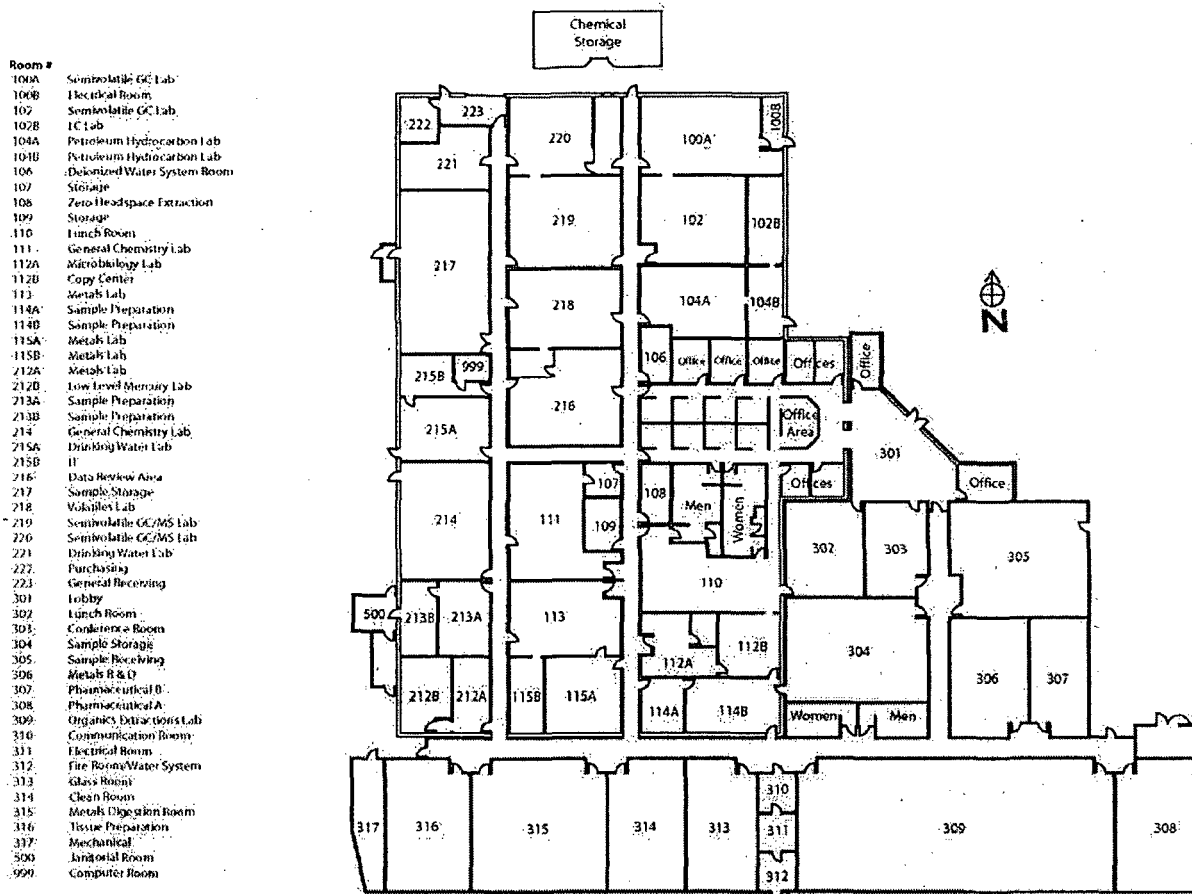 Chemical
Storage
Room #
100A Semivolatile GC Lab
100B Electrical Room
102 Semivolatile GC Lab
102B LC Lab
104A Petroleum Hydrocarbon Lab
104B Petroleum Hydrocarbon Lab
106 Deionized Water System Room
107 Storage
108 Zero Headspace Extraction
109 Storage
110 Lunch Room
111 General Chemistry Lab
112A Microbiology Lab
112B Copy Center
113 Metals Lab
114A Sample Preparation
114B Sample Preparation
115A Metals Lab
115B Metals Lab
212A Metals Lab
212B Low Level Mercury Lab
213A Sample Preparation
213B Sample Preparation
214 General Chemistry Lab
215A Drinking Water Lab
215B IT
216 Data Review Area
217 Sample Storage
218 Volatiles Lab
219 Semivolatile GC/MS Lab
220 Semivolatile GC/MS Lab
221 Drinking Water Lab
222 Purchasing
223 General Receiving
301 Lobby
302 Lunch Room
303 Conference Room
304 Sample Storage
305 Sample Receiving
306 Metals R & D
307 Pharmaceutical B
308 Pharmaceutical A
309 Organics Extractions Lab
310 Communication Room
311 Electrical Room
312 Fire Room/Water System
313 Glass Room
314 Clean Room
315 Metals Digestion Room
316 Tissue Preparation
317 Mechanical
500 Janitorial Room
999 Computer Room
222
223
220
100A
100B
221
219
102
102B
217
218
104A
104B
N
215B
999
106
Office
Office
Office
Offices
Office
216
215A
Office
Area
301
214
111
107
109
108
Men
Women
Offices
Office
302
303
305
110
500
213B
213A
113
112A
112B
304
306
307
212B
212A
115B
115A
114A
114B
Women
Men
317
316
315
314
313
310
311
312
309
308